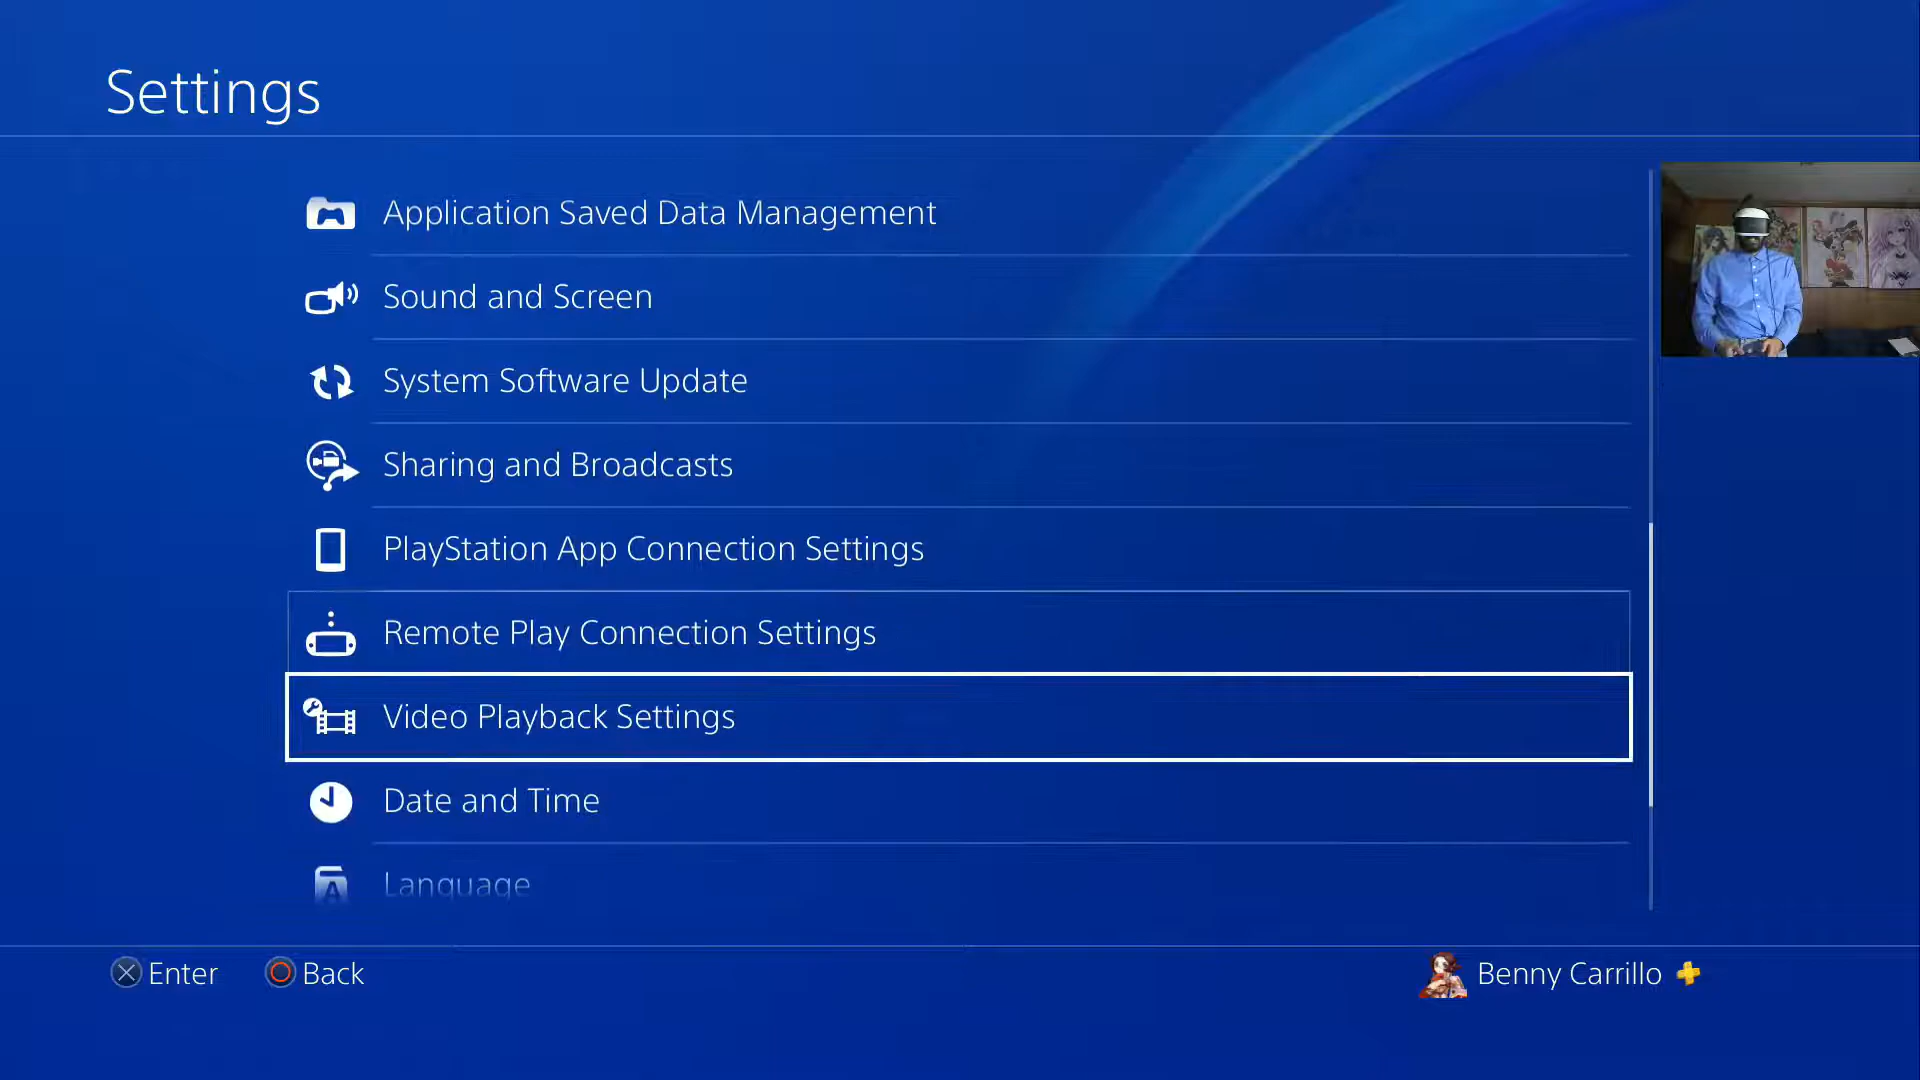 Settings
Application Saved Data Management
Sound and Screen
System Software Update
Sharing and Broadcasts
PlayStation App Connection Settings
Remote Play Connection Settings
Video Playback Settings
Date and Time
Language
Enter
Back
Benny Carrillo